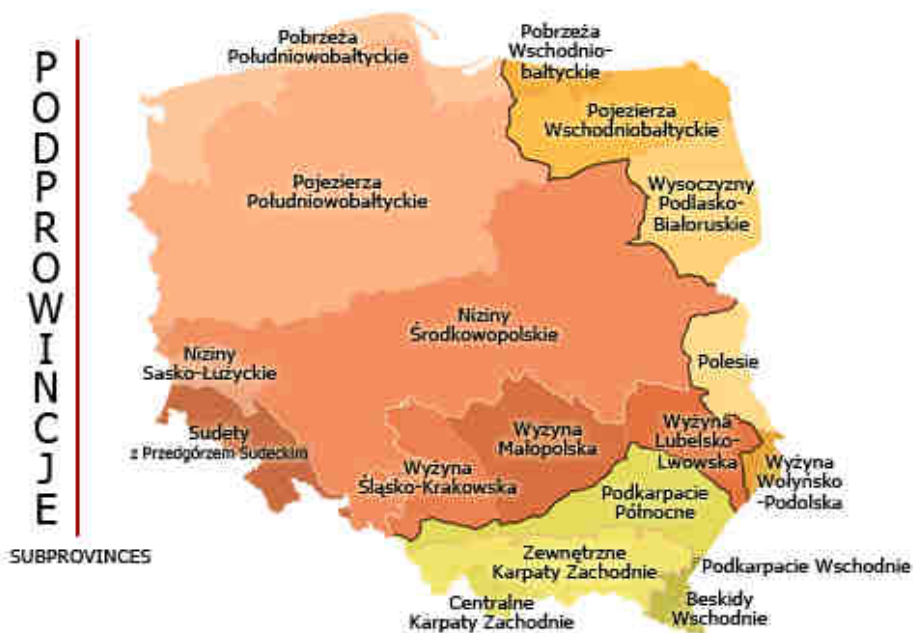 PODPROWINCJE
SUBPROVINCES
Pobrzeża
Południowobałtyckie
Pobrzeża
Wschodnio-
bałtyckie
Pojezierza
Wschodniobałtyckie
Pojezierza
Południowobałtyckie
Wysoczyzny
Podlasko-
Białoruskie
Niziny
Środkowopolskie
Niziny
Sasko-Łużyckie
Polesie
Sudety
z Przedgórzem Sudeckim
Wyżyna
Śląsko-Krakowska
Wyżyna
Małopolska
Wyżyna
Lubelsko-
Lwowska
Wyżyna
Wołyńsko
-Podolska
Podkarpacie
Północne
Zewnętrzne
Karpaty Zachodnie
Podkarpacie Wschodnie
Centralne
Karpaty Zachodnie
Beskidy
Wschodnie